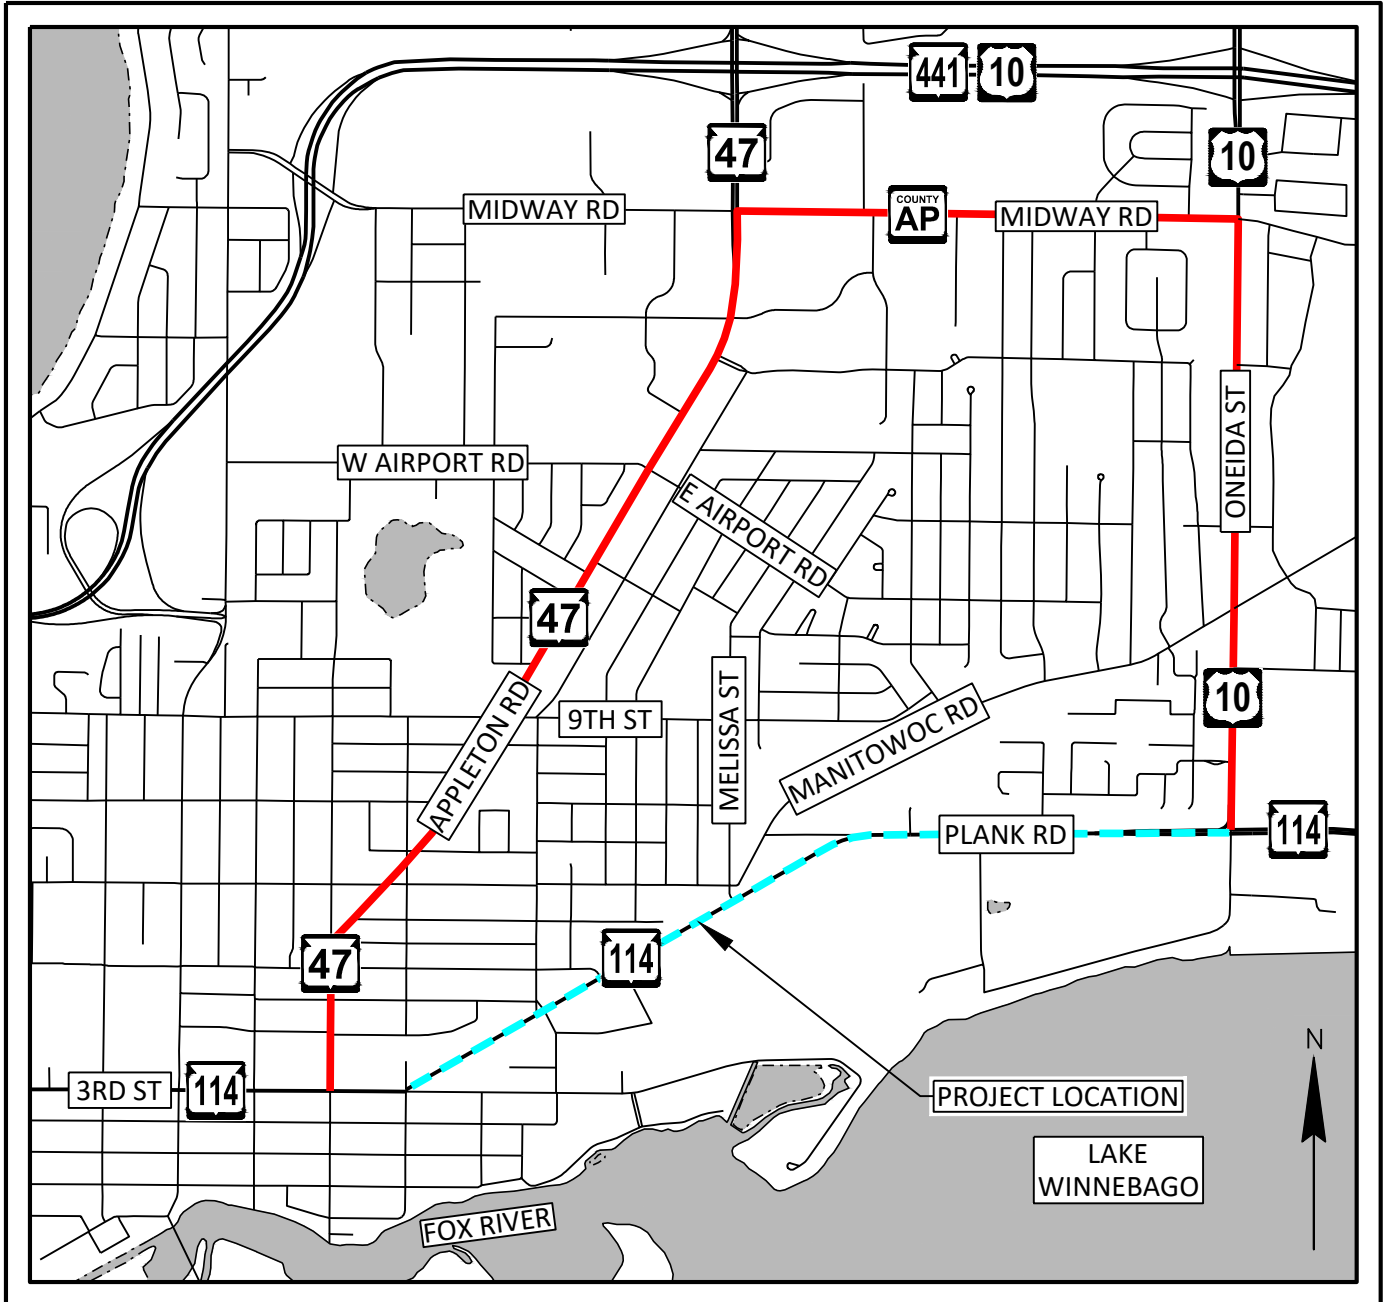 441
10
47
10
MIDWAY RD
COUNTY
AP
MIDWAY RD
ONEIDA ST
W AIRPORT RD
E AIRPORT RD
47
APPLETON RD
9TH ST
MELISSA ST
MANITOWOC RD
10
PLANK RD
114
47
114
N
3RD ST
114
PROJECT LOCATION
LAKE
WINNEBAGO
FOX RIVER